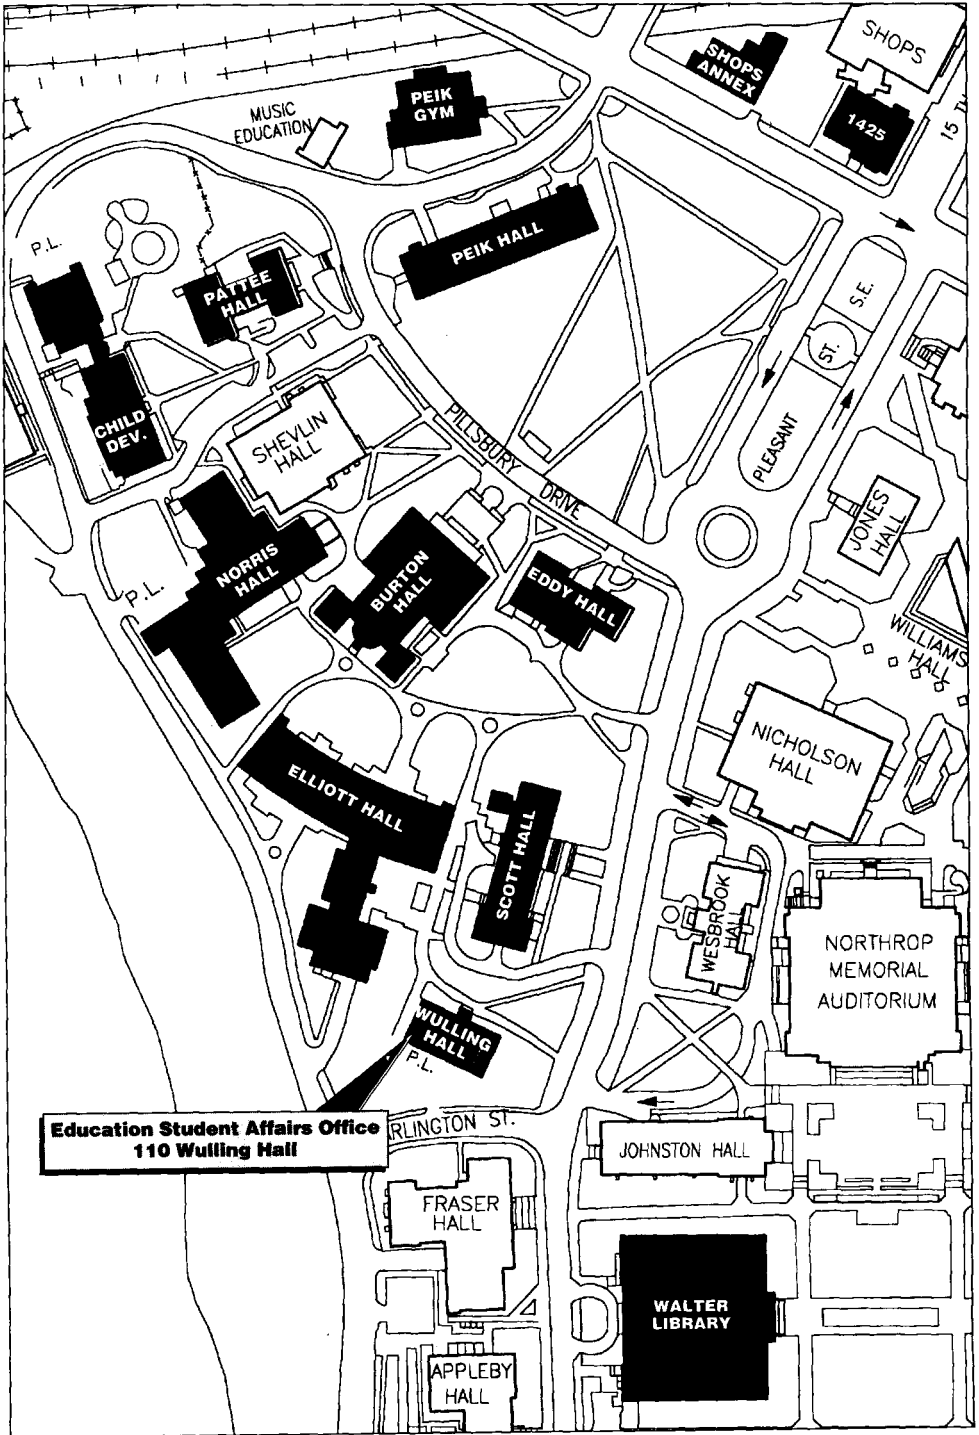 SHOPS
SHOPS
ANNEX
PEIK
GYM
MUSIC
EDUCATION
1425
15
P.L.
PEIK HALL
PATTEE
HALL
S.E.
ST.
PLEASANT
CHILD
DEV.
SHEVLIN
HALL
PILLSBURY
DRIVE
JONES
HALL
NORRIS
HALL
BURTON
HALL
EDDY HALL
P.L.
WILLIAMS
HALL
NICHOLSON
HALL
ELLIOTT HALL
SCOTT HALL
WESBROOK
HALL
NORTHROP
MEMORIAL
AUDITORIUM
WULLING
HALL
P.L.
Education Student Affairs Office
110 Wulling Hall
RLINGTON ST.
JOHNSTON HALL
FRASER
HALL
WALTER
LIBRARY
APPLEBY
HALL